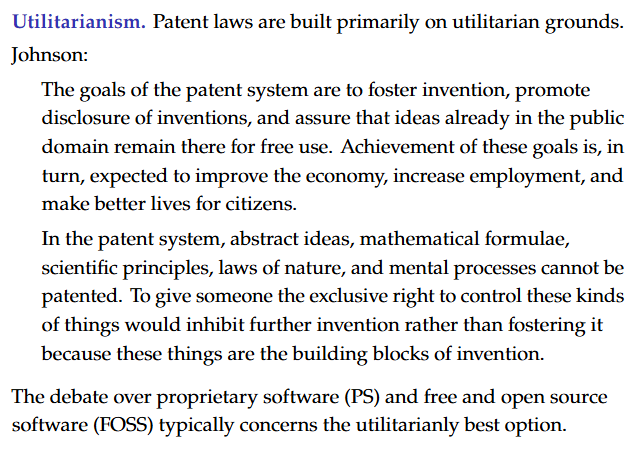 Utilitarianism. Patent laws are built primarily on utilitarian grounds.
Johnson:
The goals of the patent system are to foster invention, promote
disclosure of inventions, and assure that ideas already in the public
domain remain there for free use. Achievement of these goals is, in
turn, expected to improve the economy, increase employment, and
make better lives for citizens.
In the patent system, abstract ideas, mathematical formulae,
scientific principles, laws of nature, and mental processes cannot be
patented. To give someone the exclusive right to control these kinds
of things would inhibit further invention rather than fostering it
because these things are the building blocks of invention.
The debate over proprietary software (PS) and free and open source
software (FOSS) typically concerns the utilitarianly best option.